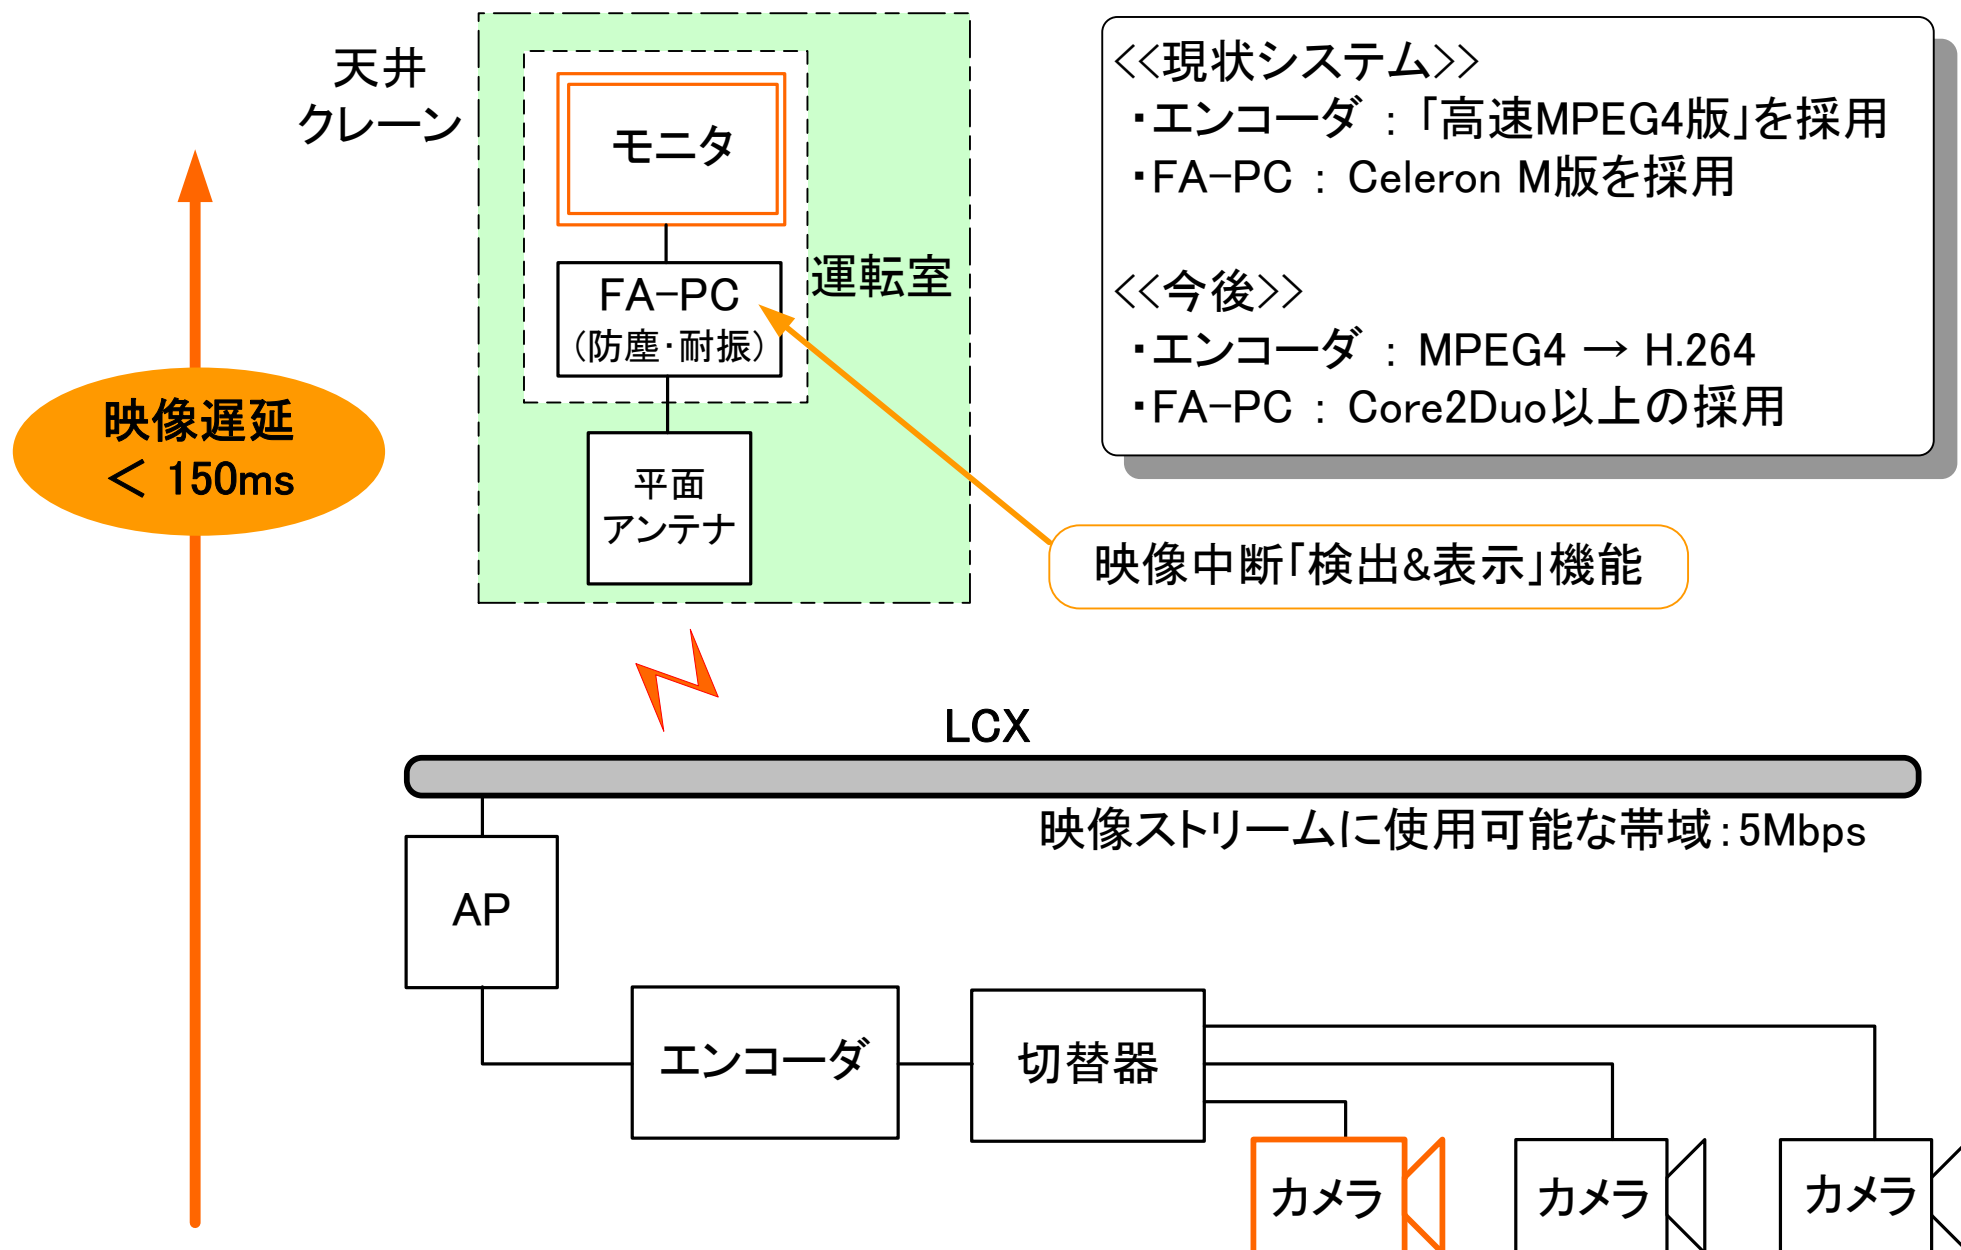 天井
クレーン
モニタ
運転室
FA-PC
(防塵・耐振)
平面
アンテナ
映像遅延
< 150ms
<<現状システム>>
・エンコーダ : 「高速MPEG4版」を採用
・FA-PC : Celeron M版を採用
<<今後>>
・エンコーダ : MPEG4 → H.264
・FA-PC : Core2Duo以上の採用
映像中断「検出&表示」機能
LCX
映像ストリームに使用可能な帯域:5Mbps
AP
エンコーダ
切替器
カメラ
カメラ
カメラ